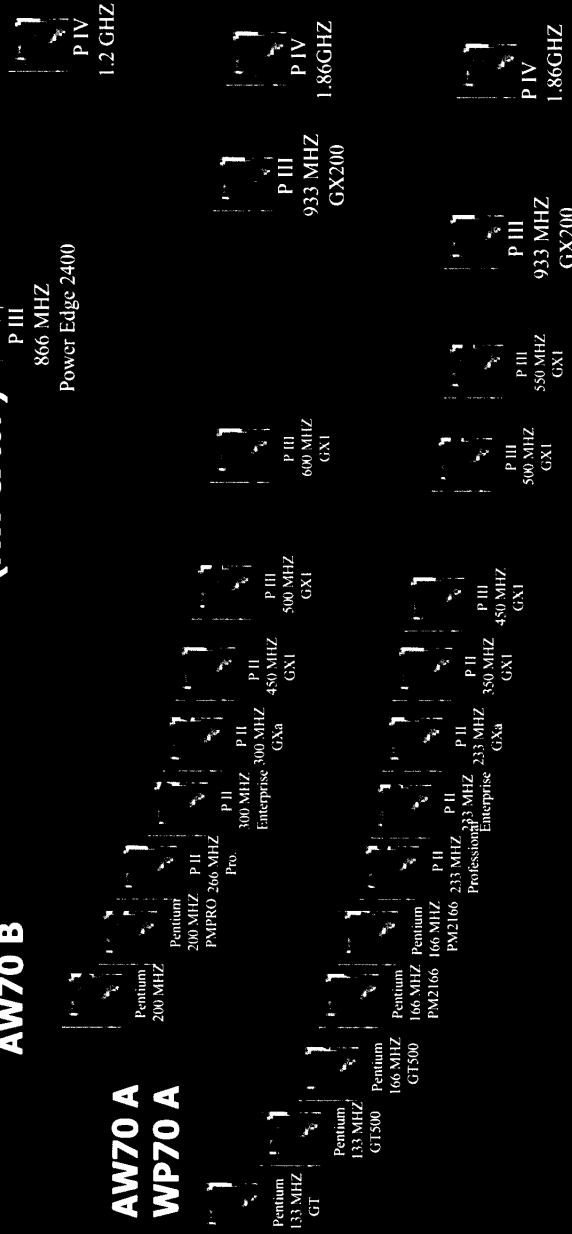 AW70 B
P III
866 MHZ
Power Edge 2400
P IV
1.2 GHZ
Pentium
200 MHZ
Pentium
200 MHZ
PMPRO
P II
266 MHZ
Pro.
P II
300 MHZ
Enterprise
P II
300 MHZ
GXa
P II
450 MHZ
GX1
P III
500 MHZ
GX1
P III
600 MHZ
GX1
P III
933 MHZ
GX200
P IV
1.86GHZ
AW70 A
WP70 A
Pentium
133 MHZ
GT
Pentium
133 MHZ
GT500
Pentium
166 MHZ
GT500
Pentium
166 MHZ
PM2166
Pentium
166 MHZ
PM2166
P II
233 MHZ
Professional
P II
233 MHZ
Enterprise
P II
233 MHZ
GXa
P II
350 MHZ
GX1
P III
450 MHZ
GX1
P III
500 MHZ
GX1
P III
550 MHZ
GX1
P III
933 MHZ
GX200
P IV
1.86GHZ